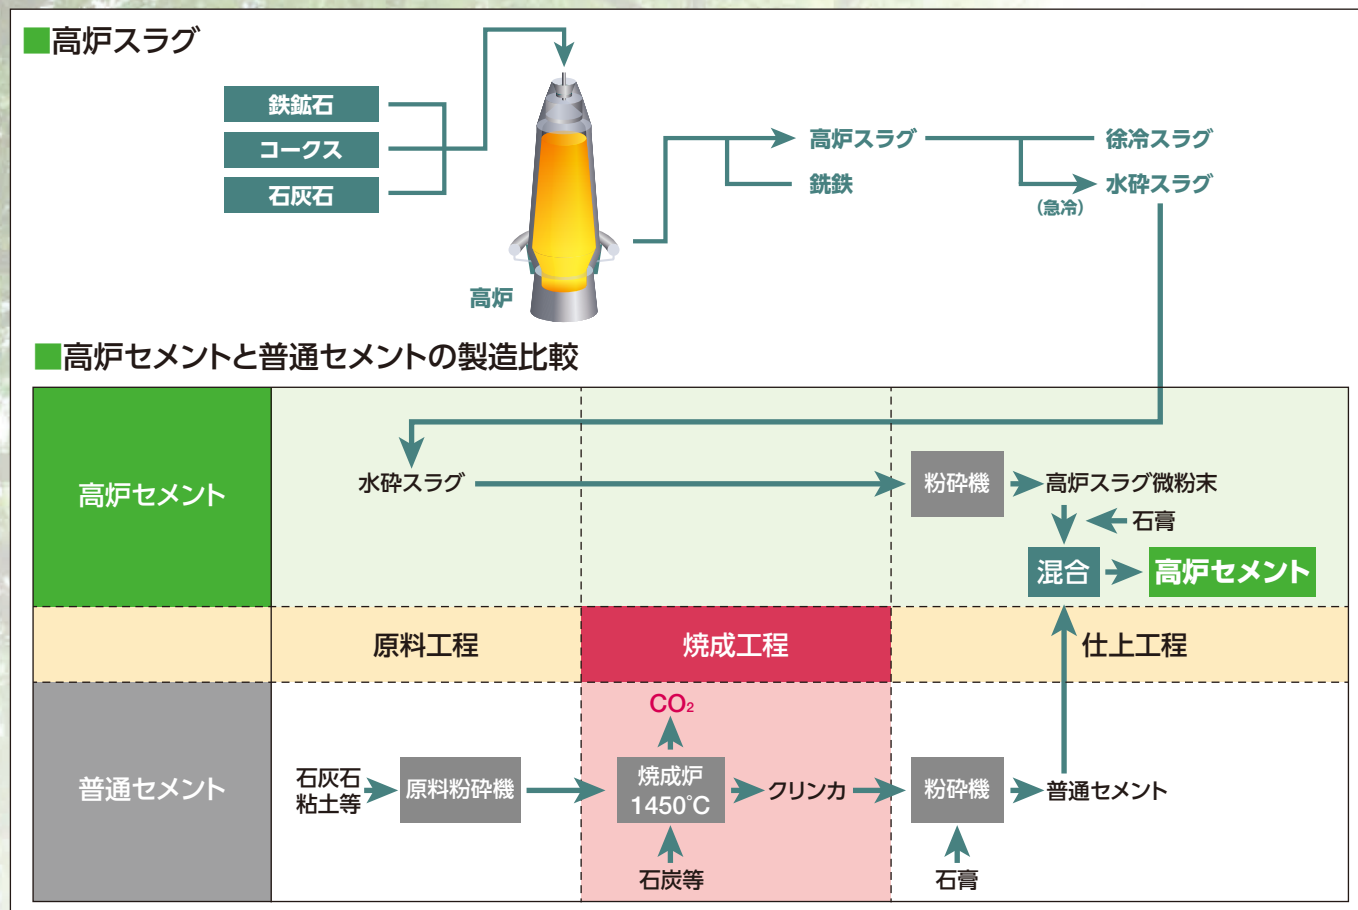 ■高炉スラグ
鉄鉱石
コークス
石灰石
高炉
高炉スラグ
銑鉄
徐冷スラグ
水砕スラグ
(急冷)
■高炉セメントと普通セメントの製造比較
高炉セメント
水砕スラグ
粉砕機
高炉スラグ微粉末
石膏
混合
高炉セメント
原料工程
焼成工程
仕上工程
普通セメント
石灰石
粘土等
原料粉砕機
CO₂
焼成炉
1450℃
石炭等
クリンカ
粉砕機
石膏
普通セメント